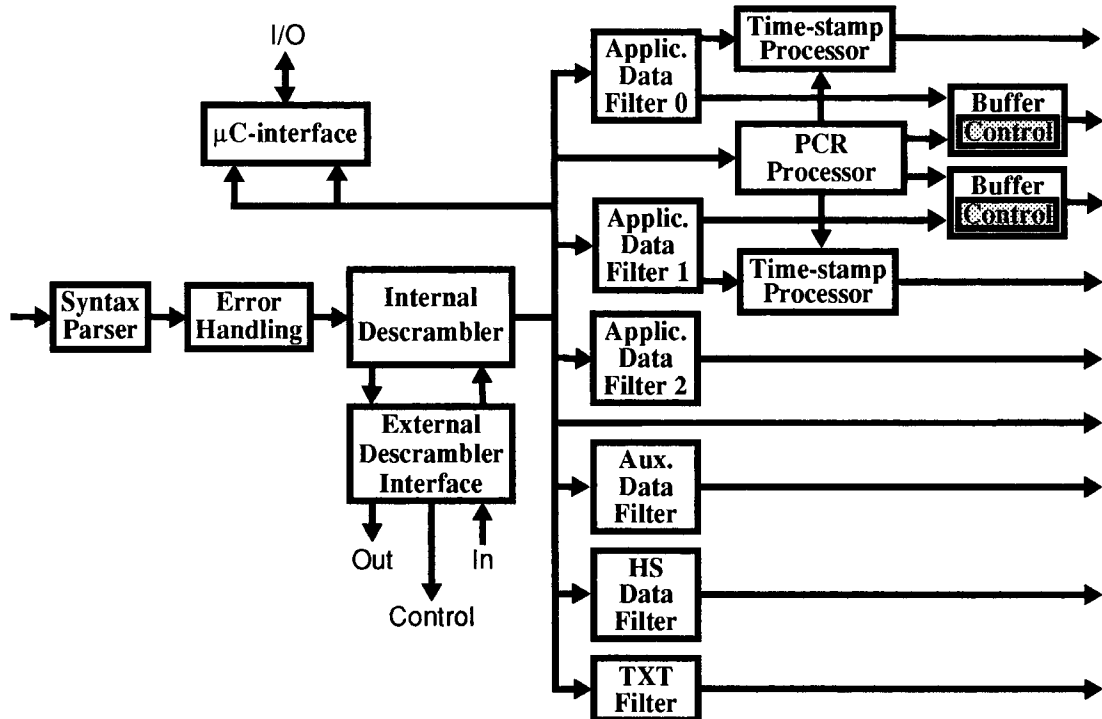 I/O
μC-interface
Syntax
Parser
Error
Handling
Internal
Descrambler
External
Descrambler
Interface
Out
In
Control
Applic.
Data
Filter 0
Time-stamp
Processor
Buffer
Control
PCR
Processor
Buffer
Control
Applic.
Data
Filter 1
Time-stamp
Processor
Applic.
Data
Filter 2
Aux.
Data
Filter
HS
Data
Filter
TXT
Filter